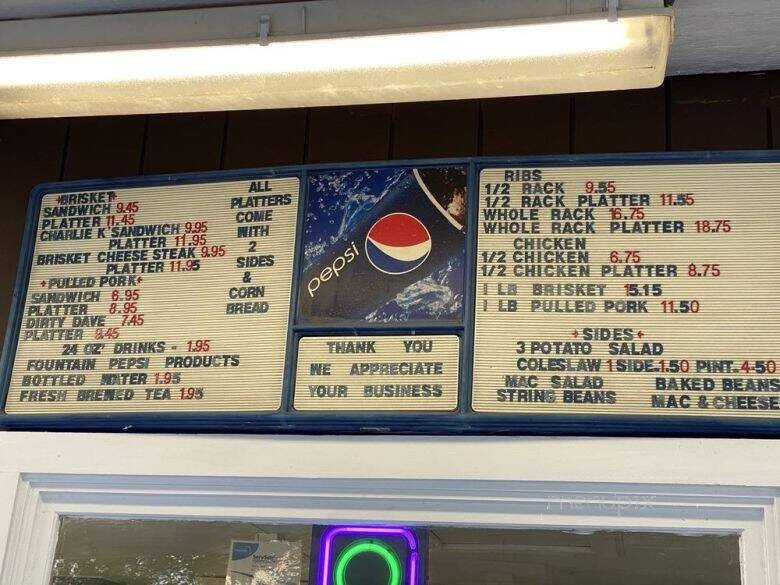 +BRISKET+
SANDWICH 9.45
PLATTER 11.45
CHARLIE K SANDWICH 9.95
PLATTER 11.95
BRISKET CHEESE STEAK 9.95
PLATTER 11.95
+PULLED PORK+
SANDWICH 6.95
PLATTER 8.95
DIRTY DAVE 7.45
PLATTER 9.45
24 OZ' DRINKS - 1.95
FOUNTAIN PEPSI PRODUCTS
BOTTLED WATER 1.95
FRESH BREWED TEA 1.95
ALL
PLATTERS
COME
WITH
2
SIDES
&
CORN
BREAD
pepsi
THANK YOU
WE APPRECIATE
YOUR BUSINESS
RIBS
1/2 RACK 9.55
1/2 RACK PLATTER 11.55
WHOLE RACK 16.75
WHOLE RACK PLATTER 18.75
CHICKEN
1/2 CHICKEN 6.75
1/2 CHICKEN PLATTER 8.75
1 LB BRISKET 15.15
1 LB PULLED PORK 11.50
+SIDES+
3 POTATO SALAD
COLESLAW 1 SIDE.1.50 PINT.4-50
MAC SALAD BAKED BEANS
STRING BEANS MAC & CHEESE
menupix